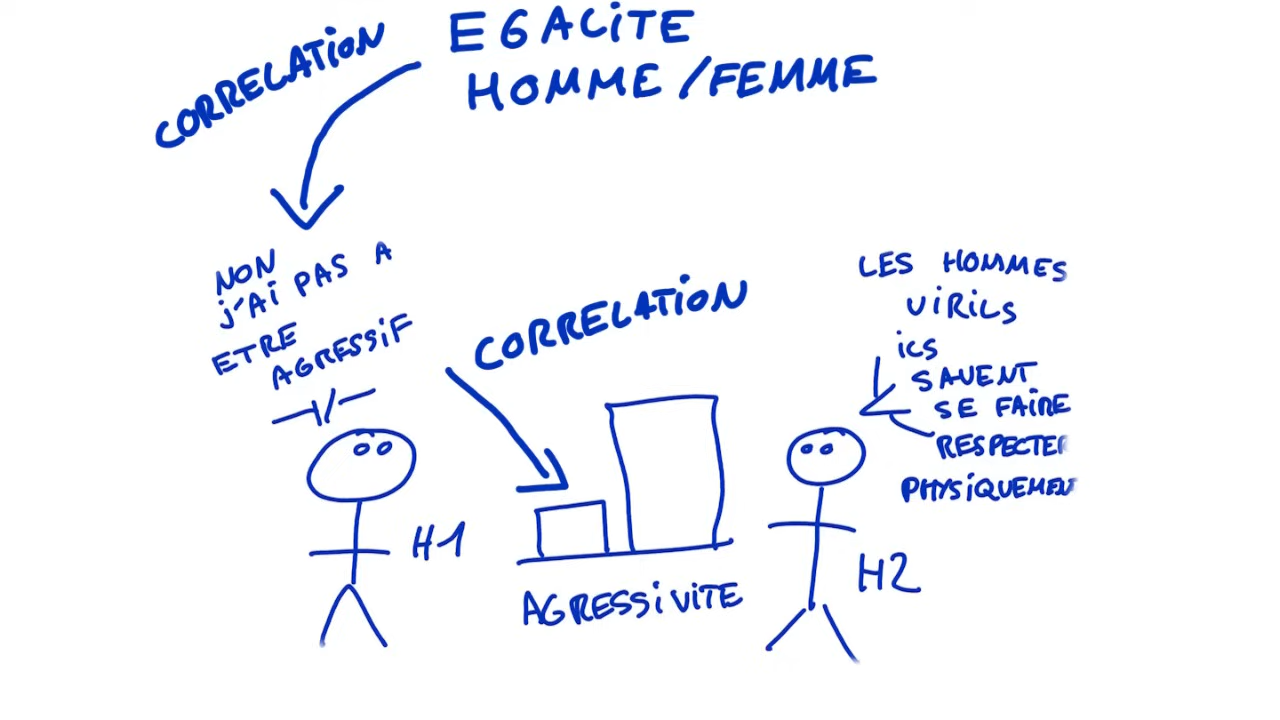 CORRELATION
EGALITE
HOMME/FEMME
NON
J'AI PAS A
ETRE
AGRESSIF
CORRELATION
LES HOMMES
VIRILS
ILS
SAVENT
SE FAIRE
RESPECTER
PHYSIQUEMENT
H1
H2
AGRESSIVITE